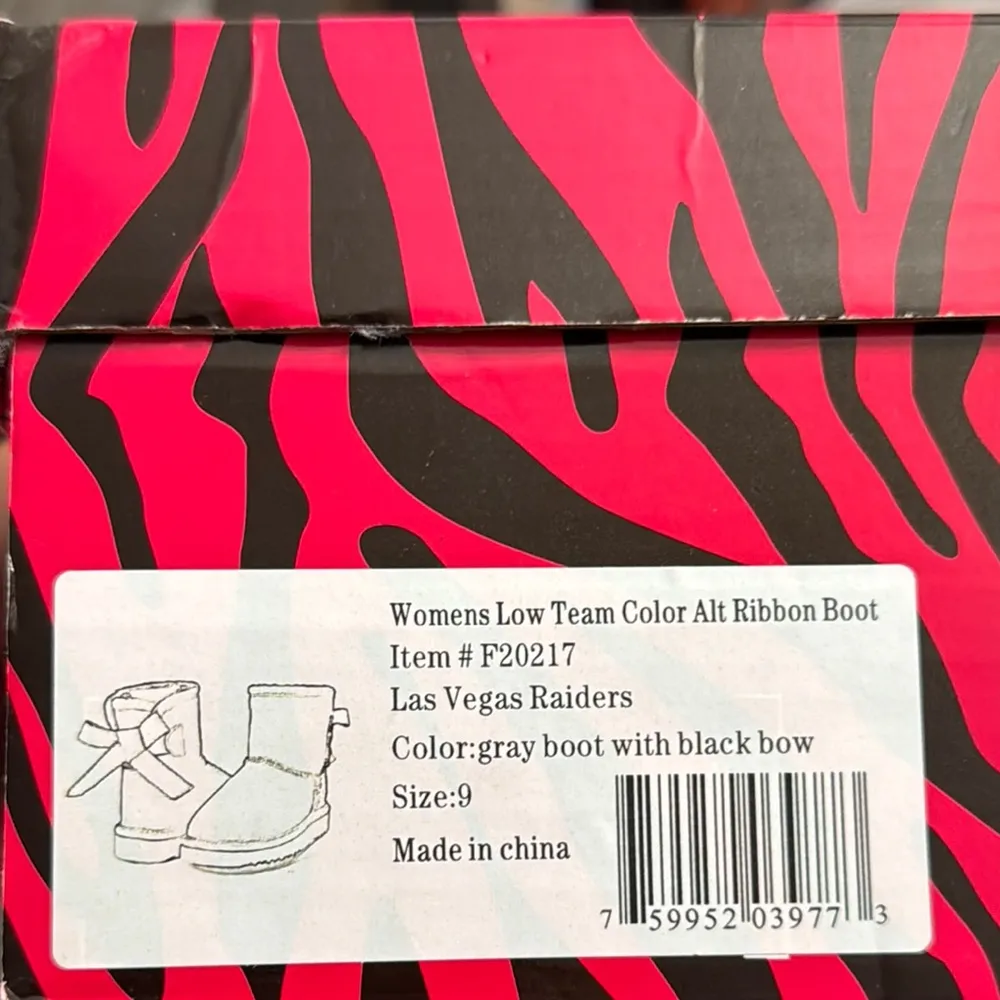 Womens Low Team Color Alt Ribbon Boot
Item # F20217
Las Vegas Raiders
Color:gray boot with black bow
Size:9
Made in china
7 59952 03977 3